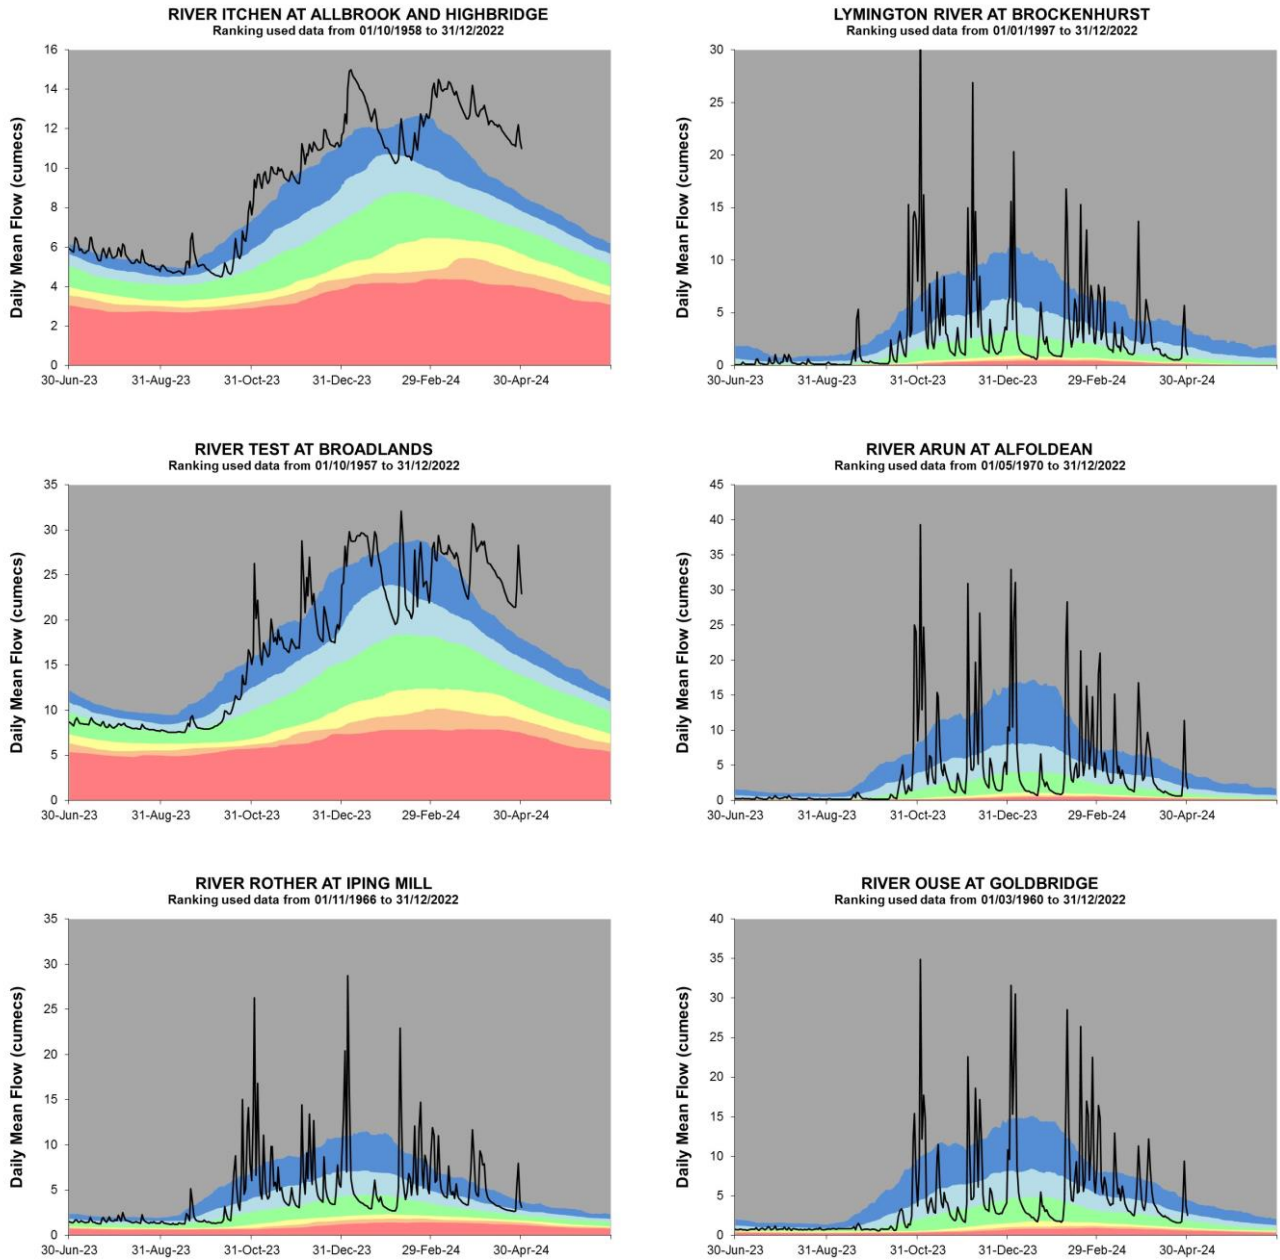 RIVER ITCHEN AT ALLBROOK AND HIGHBRIDGE
Ranking used data from 01/10/1958 to 31/12/2022
Daily Mean Flow (cumecs)
16
14
12
10
8
6
4
2
0
30-Jun-23 31-Aug-23 31-Oct-23 31-Dec-23 29-Feb-24 30-Apr-24
LYMINGTON RIVER AT BROCKENHURST
Ranking used data from 01/01/1997 to 31/12/2022
Daily Mean Flow (cumecs)
30
25
20
15
10
5
0
30-Jun-23 31-Aug-23 31-Oct-23 31-Dec-23 29-Feb-24 30-Apr-24
RIVER TEST AT BROADLANDS
Ranking used data from 01/10/1957 to 31/12/2022
Daily Mean Flow (cumecs)
35
30
25
20
15
10
5
0
30-Jun-23 31-Aug-23 31-Oct-23 31-Dec-23 29-Feb-24 30-Apr-24
RIVER ARUN AT ALFOLDEAN
Ranking used data from 01/05/1970 to 31/12/2022
Daily Mean Flow (cumecs)
45
40
35
30
25
20
15
10
5
0
30-Jun-23 31-Aug-23 31-Oct-23 31-Dec-23 29-Feb-24 30-Apr-24
RIVER ROTHER AT IPING MILL
Ranking used data from 01/11/1966 to 31/12/2022
Daily Mean Flow (cumecs)
35
30
25
20
15
10
5
0
30-Jun-23 31-Aug-23 31-Oct-23 31-Dec-23 29-Feb-24 30-Apr-24
RIVER OUSE AT GOLDBRIDGE
Ranking used data from 01/03/1960 to 31/12/2022
Daily Mean Flow (cumecs)
40
35
30
25
20
15
10
5
0
30-Jun-23 31-Aug-23 31-Oct-23 31-Dec-23 29-Feb-24 30-Apr-24